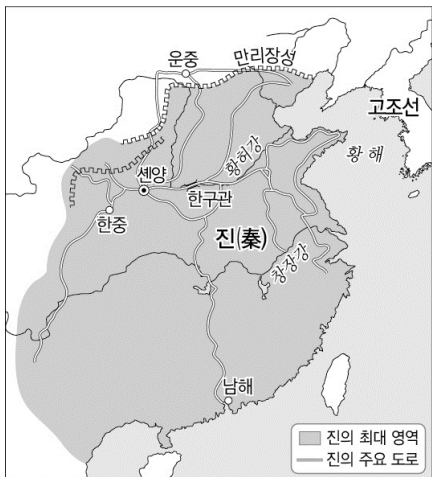 운중
만리장성
고조선
황허강
황해
셴양
한구관
한중
진(秦)
창장강
남해
진의 최대 영역
진의 주요 도로